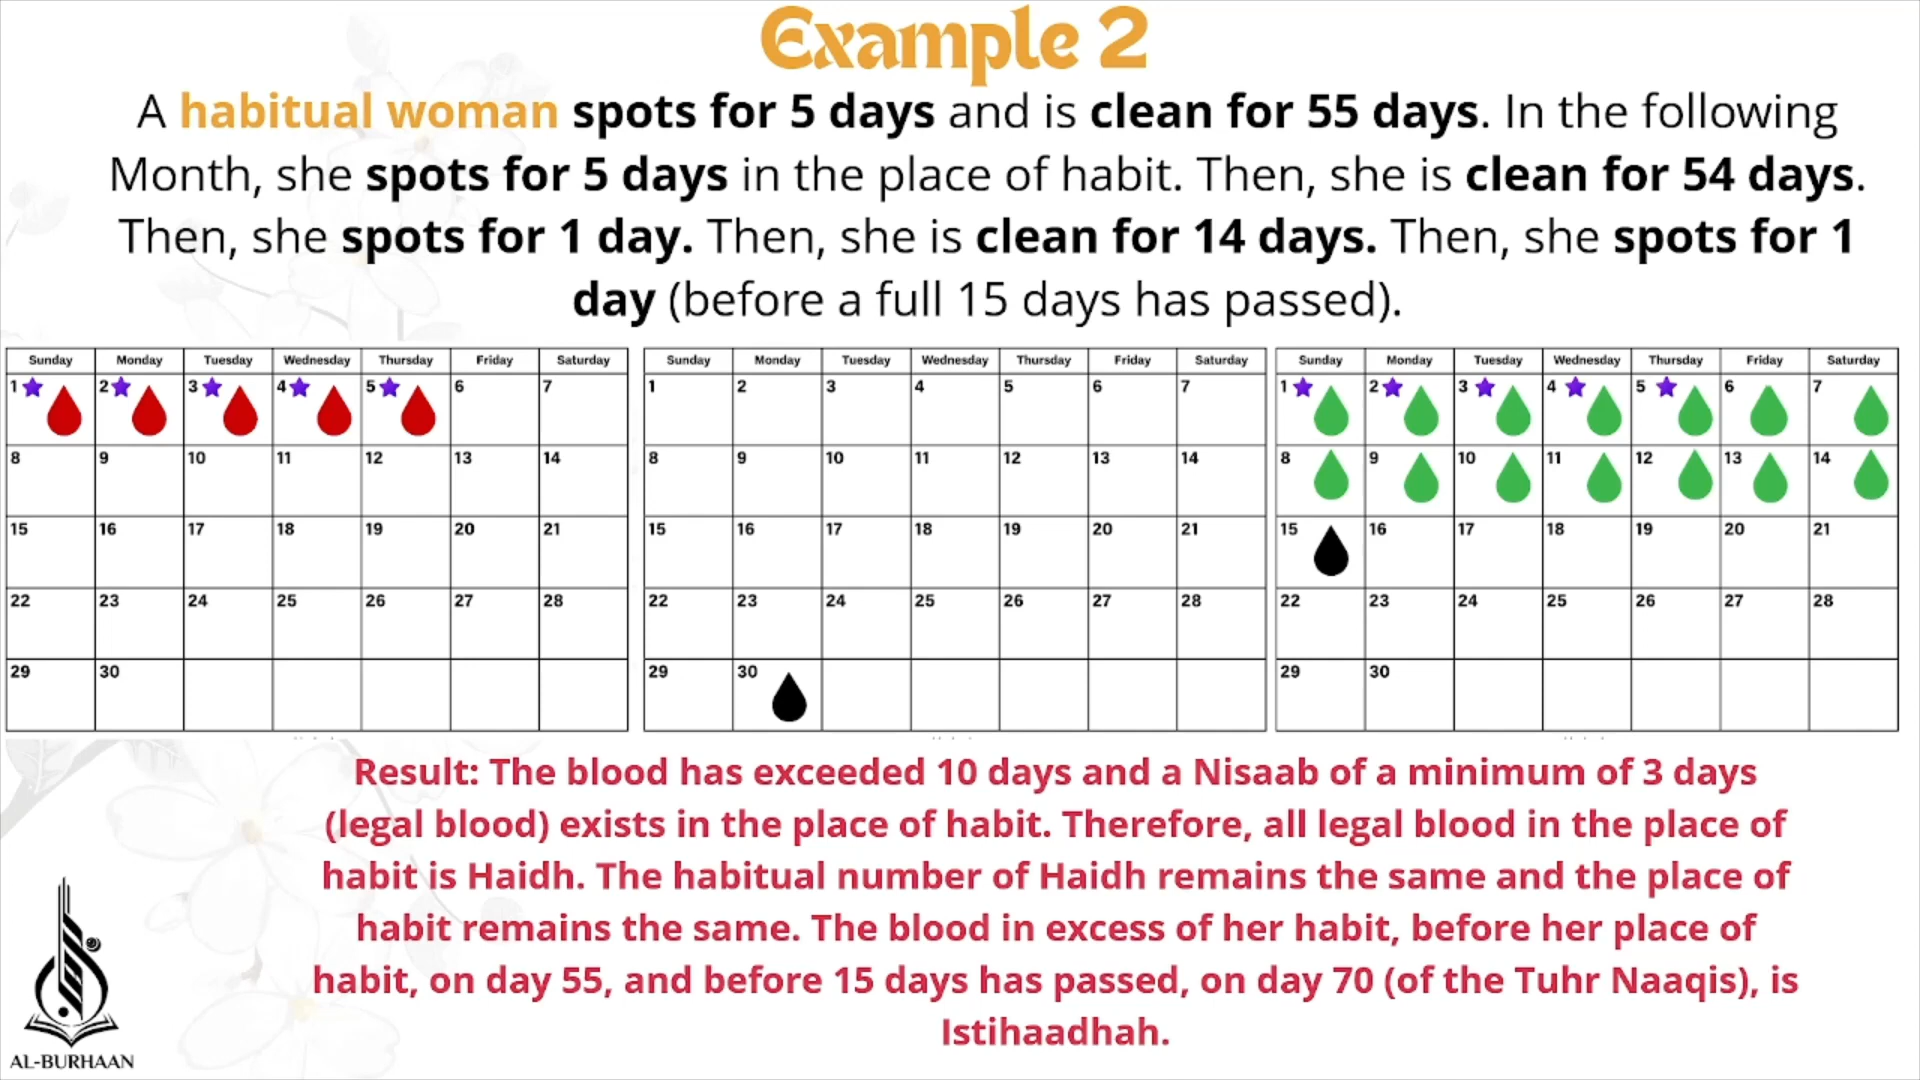 Example 2
A habitual woman spots for 5 days and is clean for 55 days. In the following
Month, she spots for 5 days in the place of habit. Then, she is clean for 54 days.
Then, she spots for 1 day. Then, she is clean for 14 days. Then, she spots for 1
day (before a full 15 days has passed).
Sunday Monday Tuesday Wednesday Thursday Friday Saturday
1 2 3 4 5 6 7
8 9 10 11 12 13 14
15 16 17 18 19 20 21
22 23 24 25 26 27 28
29 30
Sunday Monday Tuesday Wednesday Thursday Friday Saturday
1 2 3 4 5 6 7
8 9 10 11 12 13 14
15 16 17 18 19 20 21
22 23 24 25 26 27 28
29 30
Sunday Monday Tuesday Wednesday Thursday Friday Saturday
1 2 3 4 5 6 7
8 9 10 11 12 13 14
15 16 17 18 19 20 21
22 23 24 25 26 27 28
29 30
Result: The blood has exceeded 10 days and a Nisaab of a minimum of 3 days
(legal blood) exists in the place of habit. Therefore, all legal blood in the place of
habit is Haidh. The habitual number of Haidh remains the same and the place of
habit remains the same. The blood in excess of her habit, before her place of
habit, on day 55, and before 15 days has passed, on day 70 (of the Tuhr Naaqis), is
Istihaadhah.
AL-BURHAAN